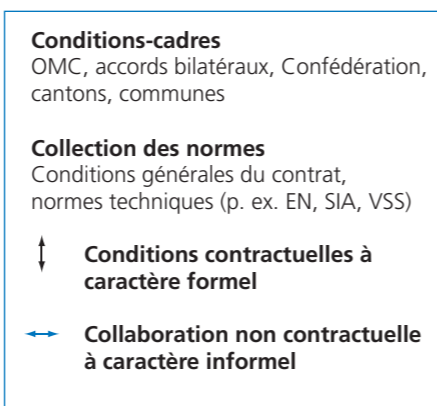 Conditions-cadres
OMC, accords bilatéraux, Confédération,
cantons, communes
Collection des normes
Conditions générales du contrat,
normes techniques (p. ex. EN, SIA, VSS)
Conditions contractuelles à
caractère formel
Collaboration non contractuelle
à caractère informel